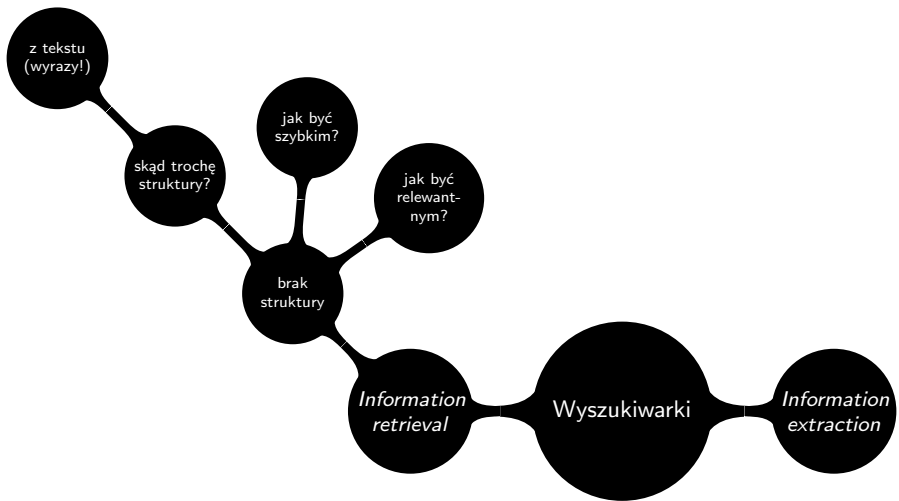 z tekstu
(wyrazy!)
jak być
szybkim?
skąd trochę
struktury?
jak być
relewant-
nym?
brak
struktury
Information
retrieval
Wyszukiwarki
Information
extraction